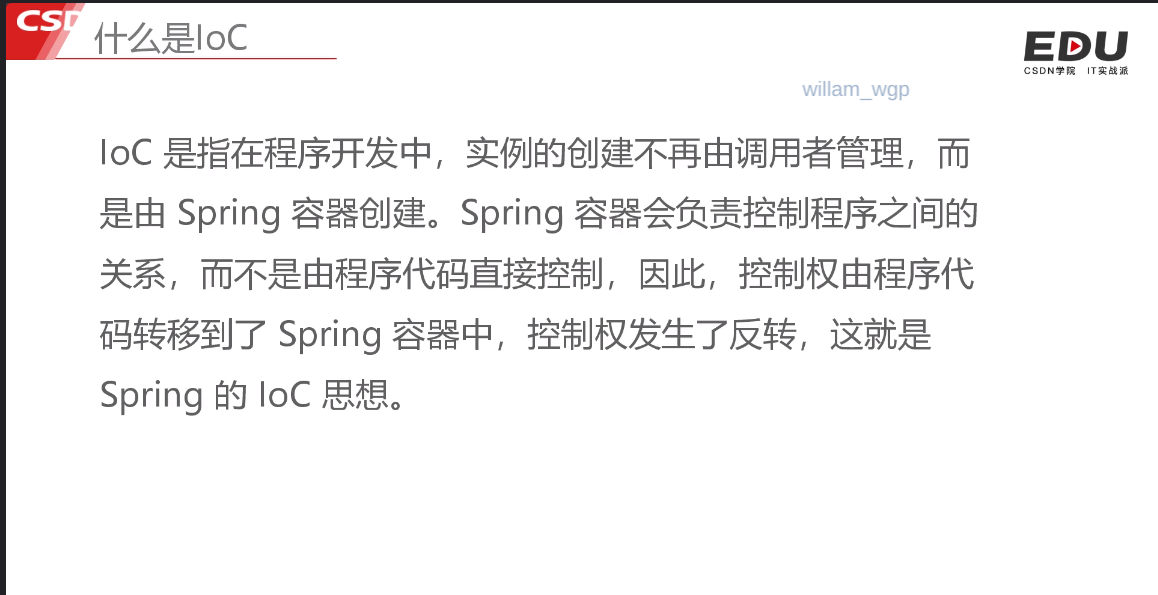 CSD
什么是IoC
EDU
CSDN学院 IT实战派
willam_wgp
IoC 是指在程序开发中，实例的创建不再由调用者管理，而
是由 Spring 容器创建。Spring 容器会负责控制程序之间的
关系，而不是由程序代码直接控制，因此，控制权由程序代
码转移到了 Spring 容器中，控制权发生了反转，这就是
Spring 的 IoC 思想。